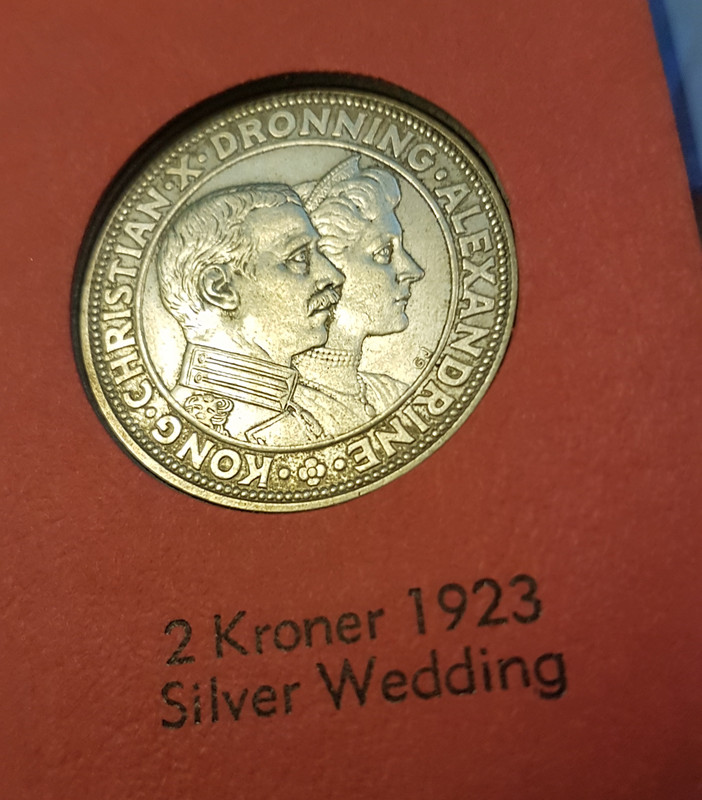 KONG · CHRISTIAN · X · DRONNING · ALEXANDRINE ·
2 Kroner 1923
Silver Wedding